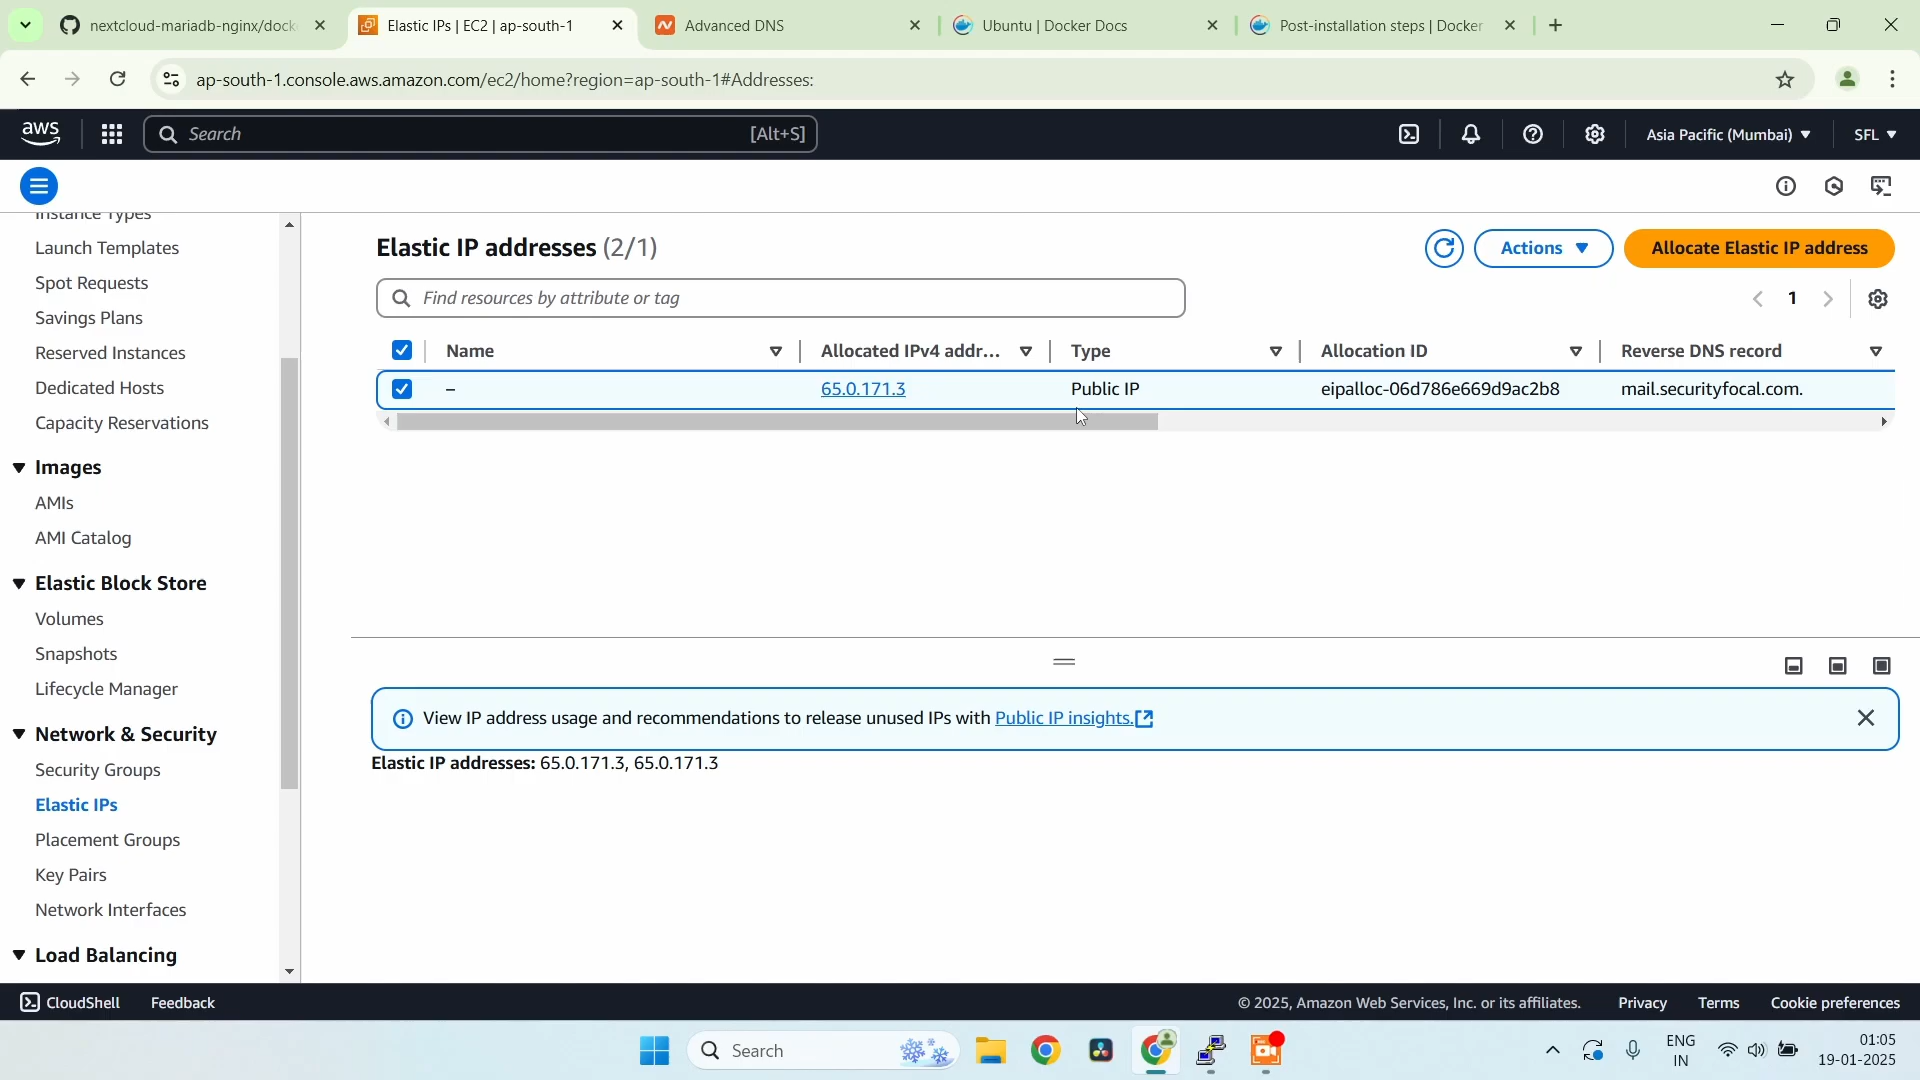 nextcloud-mariadb-nginx/dock
Elastic IPs | EC2 | ap-south-1
Advanced DNS
Ubuntu | Docker Docs
Post-installation steps | Docker
ap-south-1.console.aws.amazon.com/ec2/home?region=ap-south-1#Addresses:
aws
Search
[Alt+S]
Asia Pacific (Mumbai)
SFL
Instance Types
Launch Templates
Spot Requests
Savings Plans
Reserved Instances
Dedicated Hosts
Capacity Reservations
Images
AMIs
AMI Catalog
Elastic Block Store
Volumes
Snapshots
Lifecycle Manager
Network & Security
Security Groups
Elastic IPs
Placement Groups
Key Pairs
Network Interfaces
Load Balancing
Elastic IP addresses (2/1)
Actions
Allocate Elastic IP address
Find resources by attribute or tag
1
Name
Allocated IPv4 addr...
Type
Allocation ID
Reverse DNS record
–
65.0.171.3
Public IP
eipalloc-06d786e669d9ac2b8
mail.securityfocal.com.
View IP address usage and recommendations to release unused IPs with Public IP insights.
Elastic IP addresses: 65.0.171.3, 65.0.171.3
CloudShell
Feedback
© 2025, Amazon Web Services, Inc. or its affiliates.
Privacy
Terms
Cookie preferences
Search
ENG
IN
01:05
19-01-2025